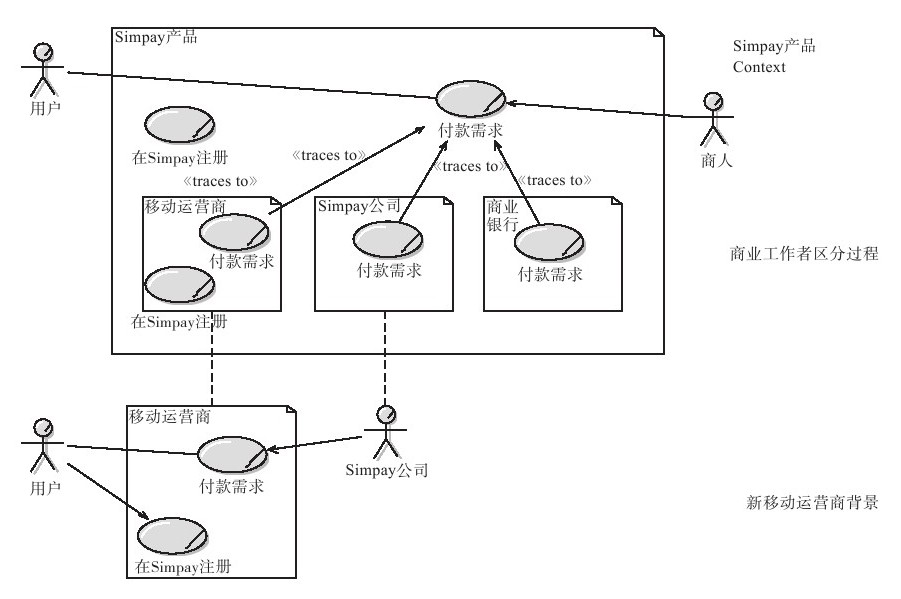 Simpay产品
Simpay产品
Context
用户
付款需求
商人
在Simpay注册
《traces to》
《traces to》
《traces to》
《traces to》
移动运营商
Simpay公司
商业
银行
付款需求
付款需求
付款需求
商业工作者区分过程
在Simpay注册
移动运营商
用户
付款需求
Simpay公司
新移动运营商背景
在Simpay注册